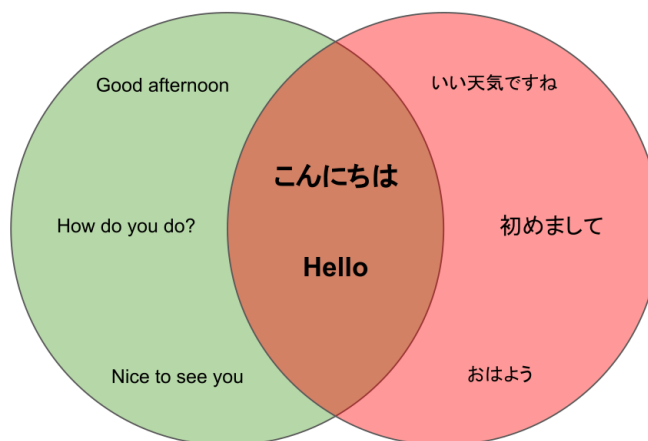 Good afternoon
いい天気ですね
こんにちは
How do you do?
初めまして
Hello
Nice to see you
おはよう